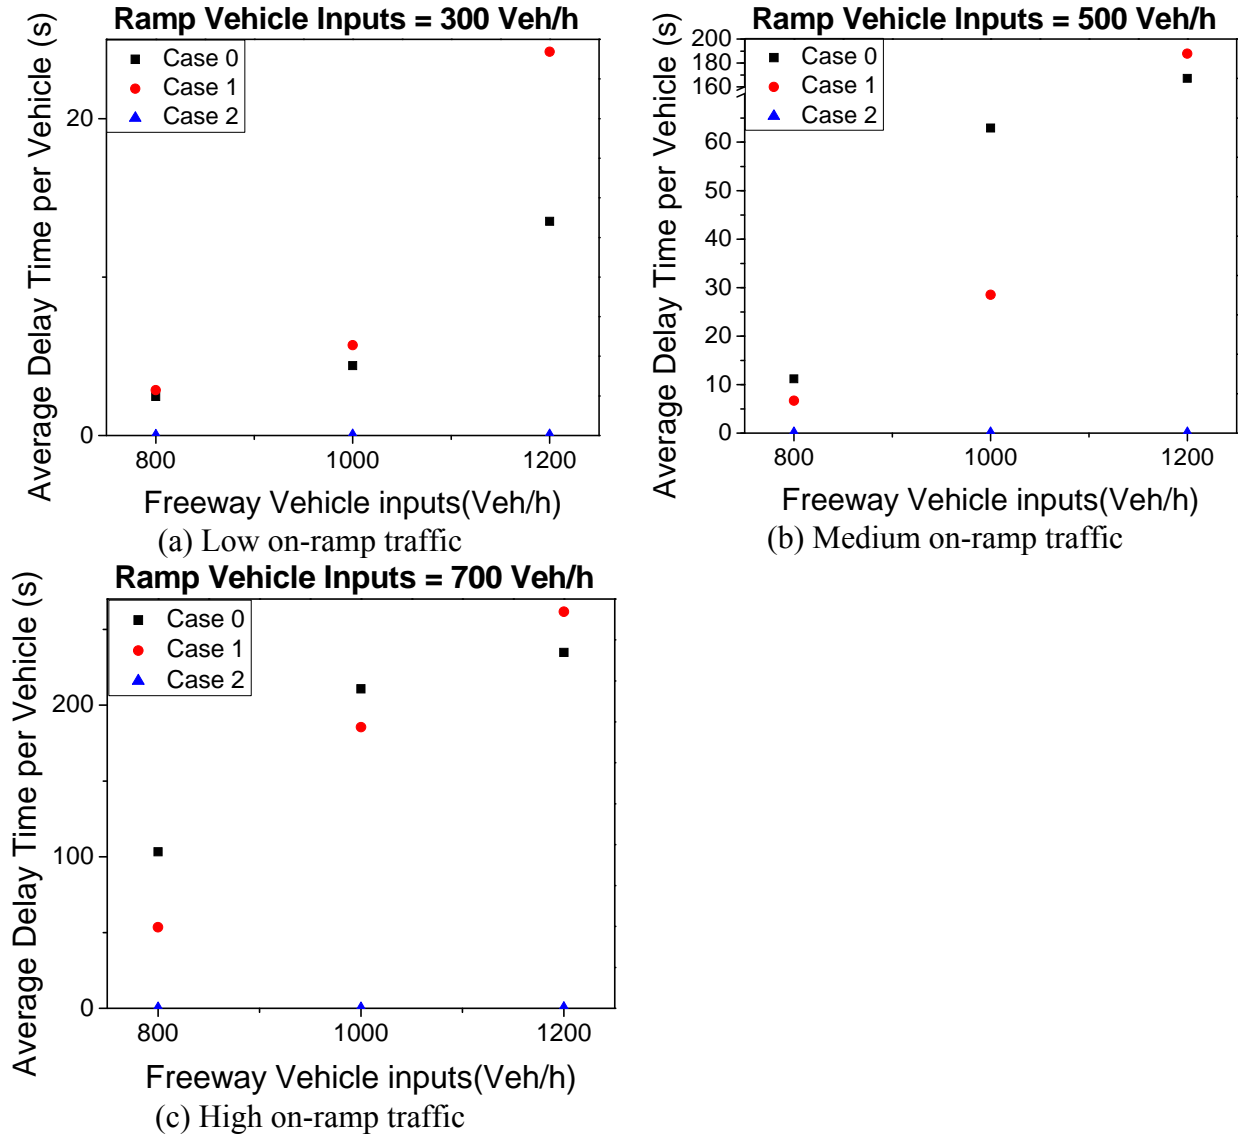 Ramp Vehicle Inputs = 300 Veh/h
Average Delay Time per Vehicle (s)
Case 0
Case 1
Case 2
20
0
800 1000 1200
Freeway Vehicle inputs(Veh/h)
(a) Low on-ramp traffic
Ramp Vehicle Inputs = 500 Veh/h
Average Delay Time per Vehicle (s)
Case 0
Case 1
Case 2
200
180
160
60
50
40
30
20
10
0
800 1000 1200
Freeway Vehicle inputs(Veh/h)
(b) Medium on-ramp traffic
Ramp Vehicle Inputs = 700 Veh/h
Average Delay Time per Vehicle (s)
Case 0
Case 1
Case 2
200
100
0
800 1000 1200
Freeway Vehicle inputs(Veh/h)
(c) High on-ramp traffic